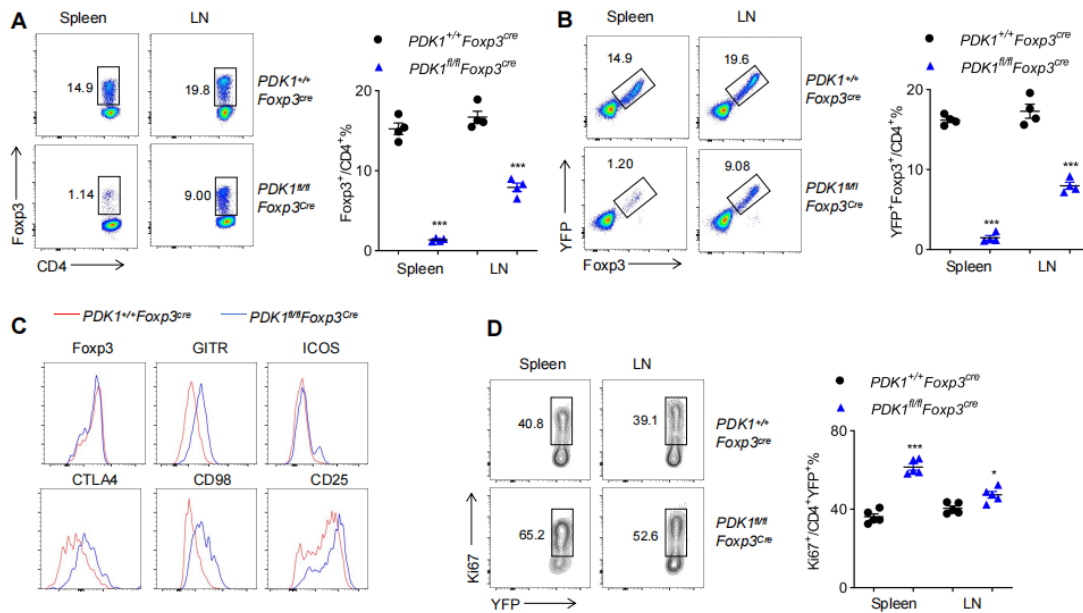 A
Spleen
LN
14.9
19.8
PDK1+/+
Foxp3cre
1.14
9.00
PDK1fl/fl
Foxp3Cre
Foxp3
CD4
PDK1+/+Foxp3cre
PDK1fl/flFoxp3cre
Foxp3+/CD4+%
20
10
0
***
***
Spleen
LN
B
Spleen
LN
14.9
19.6
PDK1+/+
Foxp3cre
1.20
9.08
PDK1fl/fl
Foxp3Cre
YFP
Foxp3
PDK1+/+Foxp3cre
PDK1fl/flFoxp3cre
YFP+Foxp3+/CD4+%
20
10
0
***
***
Spleen
LN
C
PDK1+/+Foxp3cre
PDK1fl/flFoxp3Cre
Foxp3
GITR
ICOS
CTLA4
CD98
CD25
D
Spleen
LN
40.8
39.1
PDK1+/+
Foxp3cre
65.2
52.6
PDK1fl/fl
Foxp3Cre
Ki67
YFP
PDK1+/+Foxp3cre
PDK1fl/flFoxp3cre
Ki67+/CD4+YFP+%
80
40
0
***
*
Spleen
LN